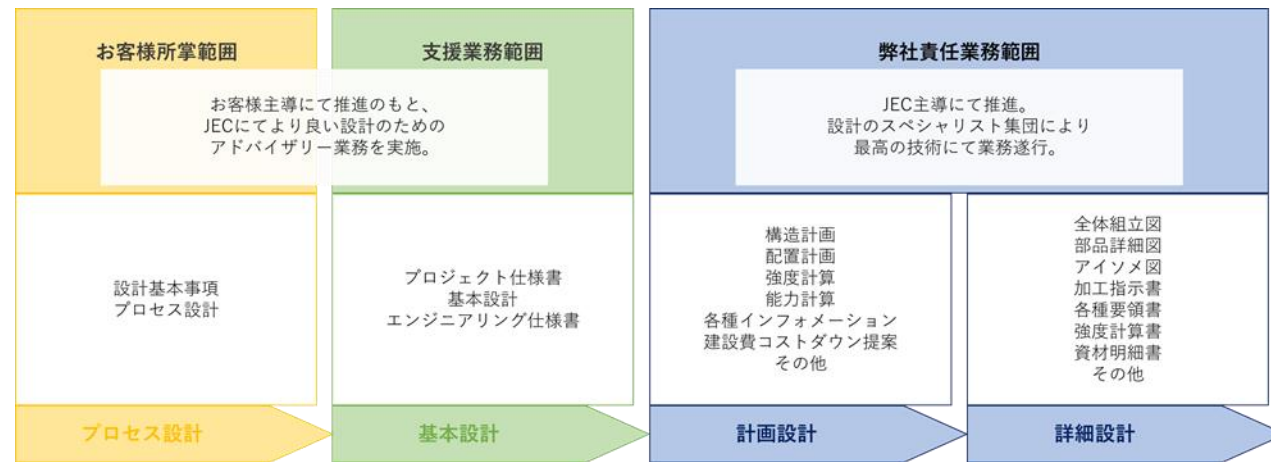 お客様所掌範囲
支援業務範囲
弊社責任業務範囲
お客様主導にて推進のもと、
JECにてより良い設計のための
アドバイザリー業務を実施。
JEC主導にて推進。
設計のスペシャリスト集団により
最高の技術にて業務遂行。
設計基本事項
プロセス設計
プロジェクト仕様書
基本設計
エンジニアリング仕様書
構造計画
配置計画
強度計算
能力計算
各種インフォメーション
建設費コストダウン提案
その他
全体組立図
部品詳細図
アイソメ図
加工指示書
各種要領書
強度計算書
資材明細書
その他
プロセス設計
基本設計
計画設計
詳細設計